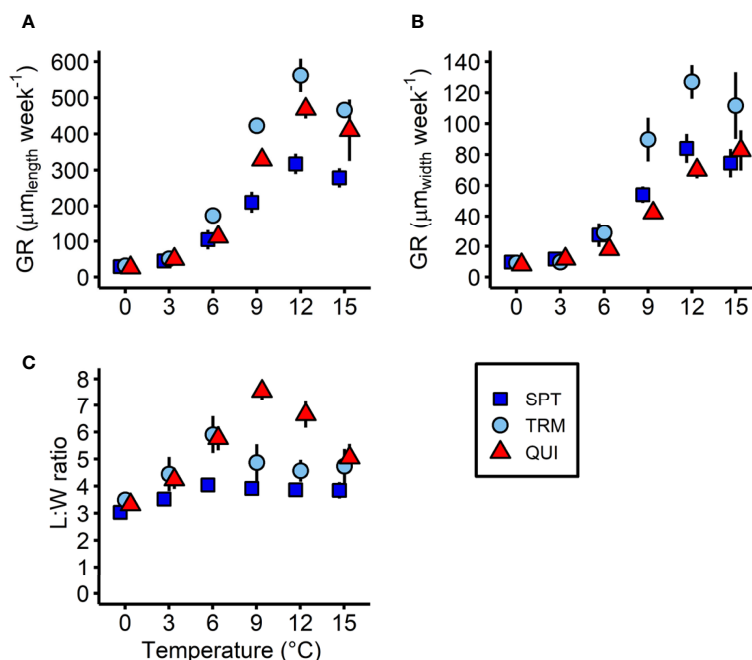 A
600
500
400
300
200
100
0
GR (μm_length week⁻¹)
0 3 6 9 12 15
B
140
120
100
80
60
40
20
0
GR (μm_width week⁻¹)
0 3 6 9 12 15
C
8
7
6
5
4
3
2
1
0
L:W ratio
0 3 6 9 12 15
Temperature (°C)
SPT
TRM
QUI